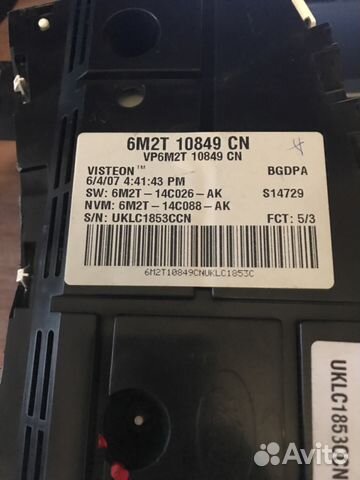 6M2T 10849 CN
VP6M2T 10849 CN
VISTEON™ BGDPA
6/4/07 4:41:43 PM
SW: 6M2T-14C026-AK S14729
NVM: 6M2T-14C088-AK
S/N: UKLC1853CCN FCT: 5/3
6M2T10849CNUKLC1853C
UKLC1853CCN
Avito